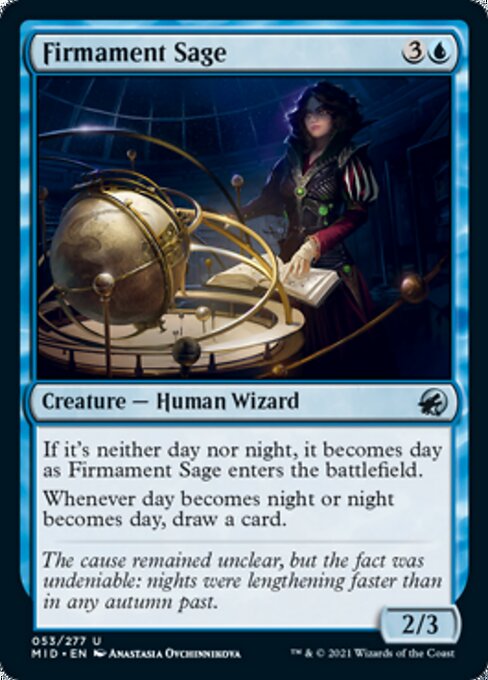 Firmament Sage 3
Creature — Human Wizard
If it's neither day nor night, it becomes day
as Firmament Sage enters the battlefield.
Whenever day becomes night or night
becomes day, draw a card.
The cause remained unclear, but the fact was
undeniable: nights were lengthening faster than
in any autumn past.
2/3
053/277 U
MID • EN Anastasia Ovchinnikova
™ & © 2021 Wizards of the Coast